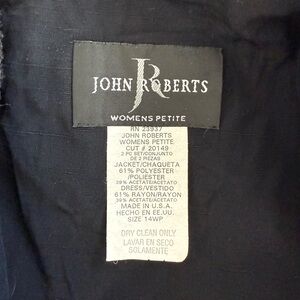 JOHN ROBERTS
WOMENS PETITE
RN 23937
JOHN ROBERTS
WOMENS PETITE
CUT # 20149
2 PC SET/CONJUNTO
DE 2 PIEZAS
JACKET/CHAQUETA
61% POLYESTER
/POLIESTER
39% ACETATE/ACETATO
DRESS/VESTIDO
61% RAYON/RAYON
39% ACETATE/ACETATO
MADE IN U.S.A.
HECHO EN EE.UU.
SIZE 14WP
DRY CLEAN ONLY
LAVAR EN SECO
SOLAMENTE